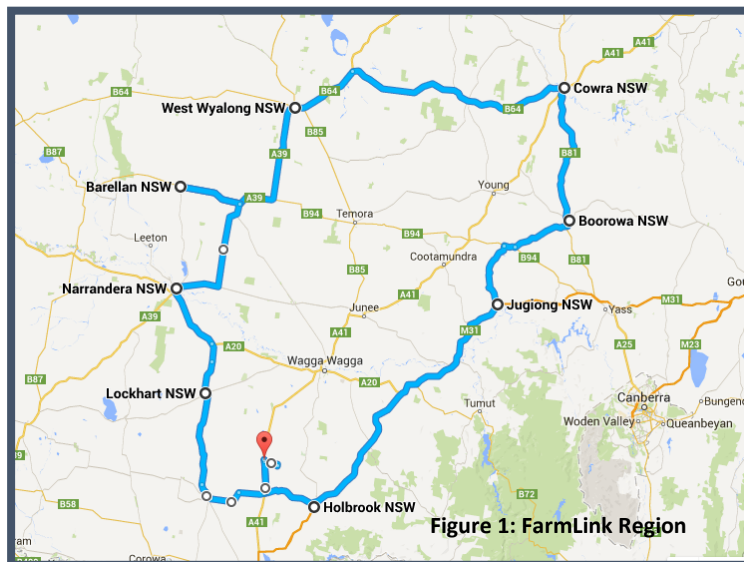 A41
B64
Cowra NSW
West Wyalong NSW
B64
B64
B85
B87
A39
B81
Barellan NSW
Young
A39
B94
Temora
B94
Boorowa NSW
Leeton
Cootamundra
B94
B81
B85
Narrandera NSW
A41
Junee
Jugiong NSW
M31
Yass
A39
A41
M31
A20
A25
M23
Wagga Wagga
B87
A20
Lockhart NSW
Canberra
Tumut
Woden Valley
Queanbeyan
A39
B58
B72
A41
Holbrook NSW
Figure 1: FarmLink Region
Corowa